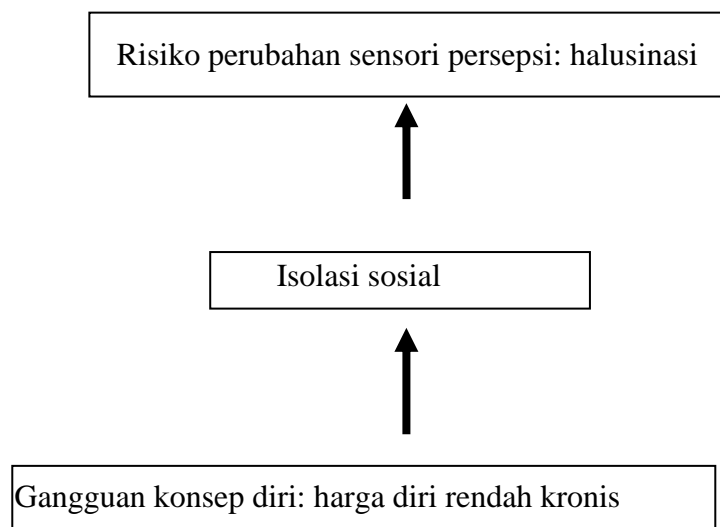 Risiko perubahan sensori persepsi: halusinasi
Isolasi sosial
Gangguan konsep diri: harga diri rendah kronis